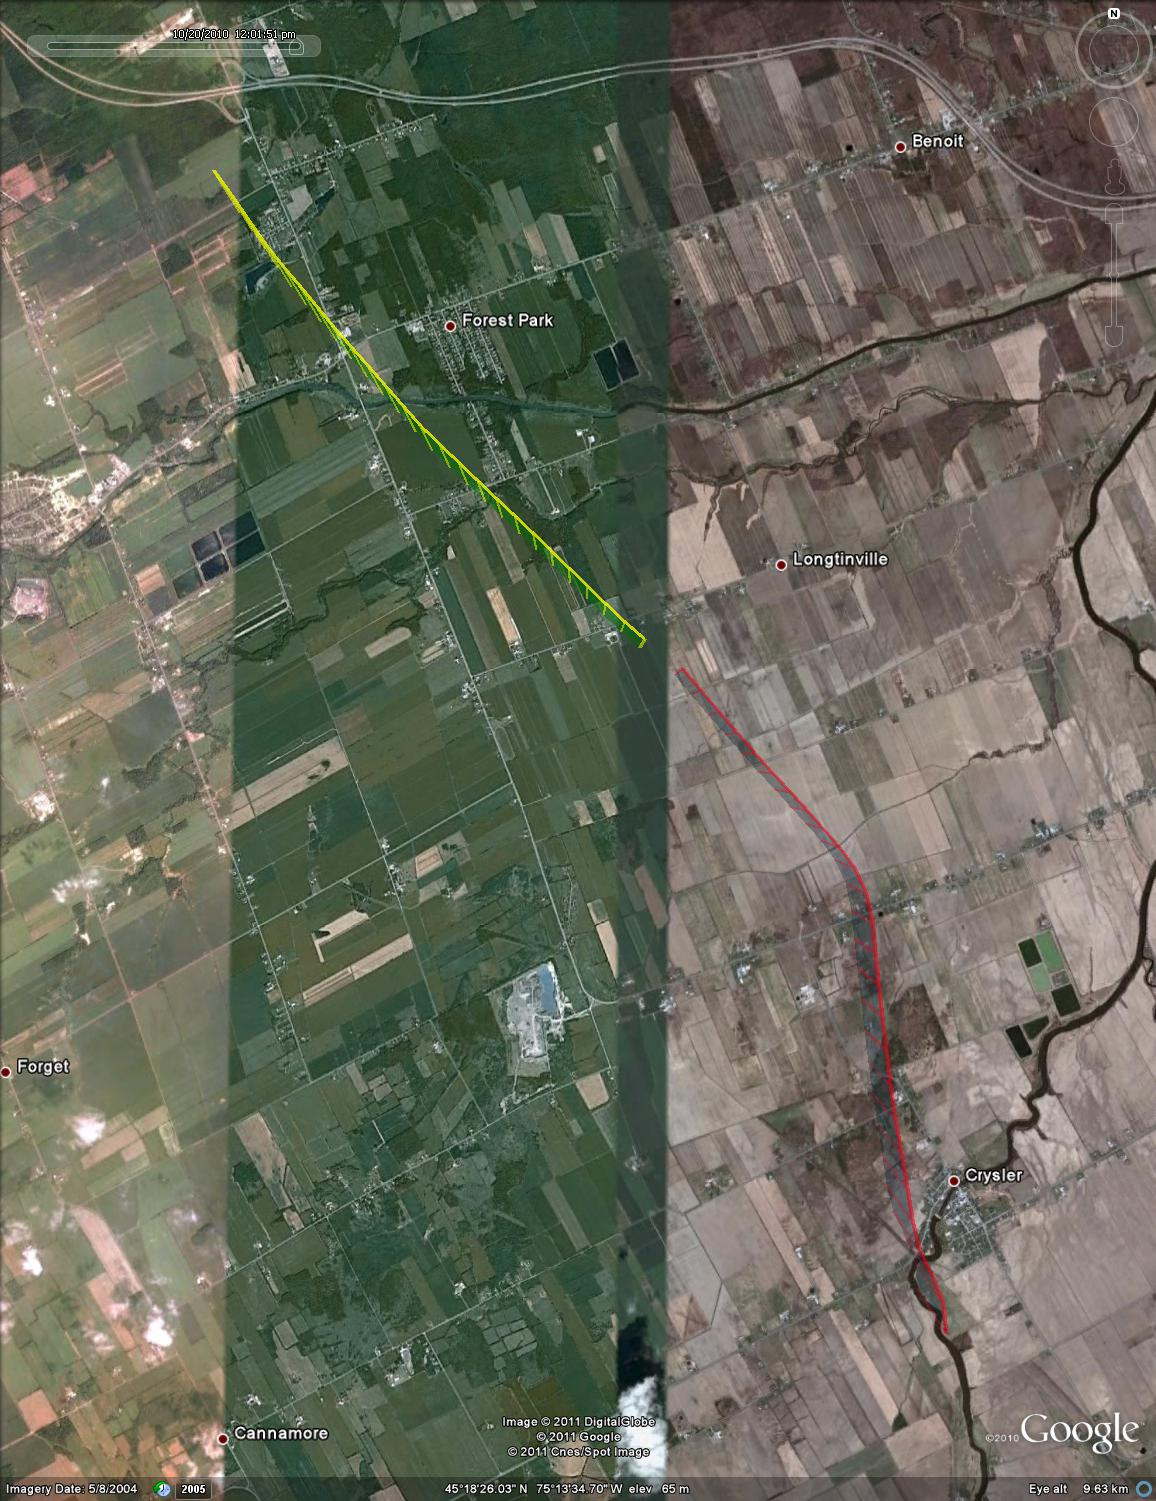 10/20/2010 12:01:51 pm
N
Benoit
Forest Park
Longtinville
Forget
Crysler
Cannamore
Image © 2011 DigitalGlobe
© 2011 Google
© 2011 Cnes/Spot Image
©2010 Google
Imagery Date: 5/8/2004 2005 45°18'26.03" N 75°13'34.70" W elev 65 m Eye alt 9.63 km